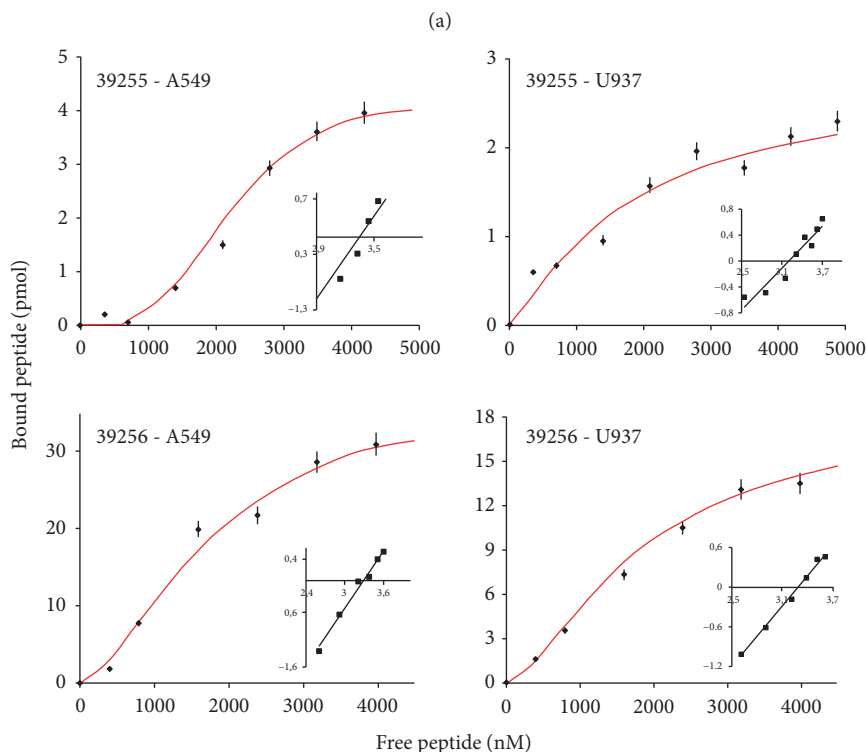 (a)
39255 - A549
5
4
3
2
1
0
0 1000 2000 3000 4000 5000
0,7
0,3
−1,3
2,9 3,5
39255 - U937
3
2
1
0
0 1000 2000 3000 4000 5000
0,8
0,4
0
−0,4
−0,8
2,5 3,1 3,7
Bound peptide (pmol)
39256 - A549
30
20
10
0
0 1000 2000 3000 4000
0,4
0,6
−1,6
2,4 3 3,6
39256 - U937
18
15
12
9
6
3
0
0 1000 2000 3000 4000
0,6
0
−0,6
−1,2
2,5 3,1 3,7
Free peptide (nM)